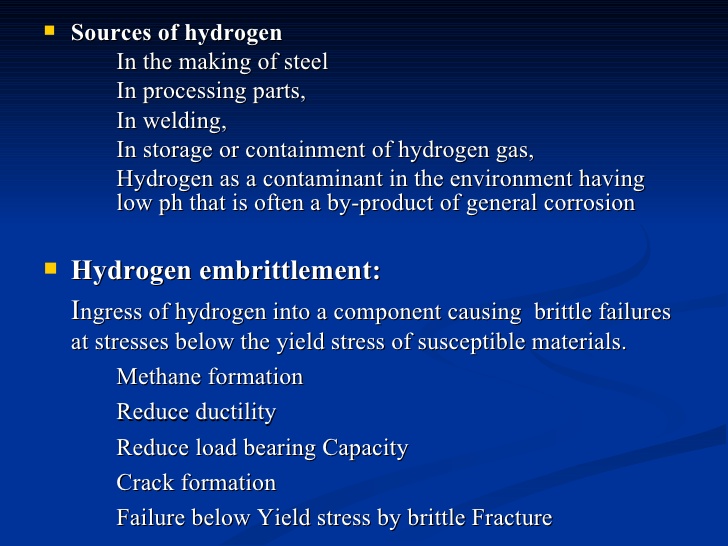 Sources of hydrogen
In the making of steel
In processing parts,
In welding,
In storage or containment of hydrogen gas,
Hydrogen as a contaminant in the environment having
low ph that is often a by-product of general corrosion
Hydrogen embrittlement:
Ingress of hydrogen into a component causing  brittle failures
at stresses below the yield stress of susceptible materials.
Methane formation
Reduce ductility
Reduce load bearing Capacity
Crack formation
Failure below Yield stress by brittle Fracture